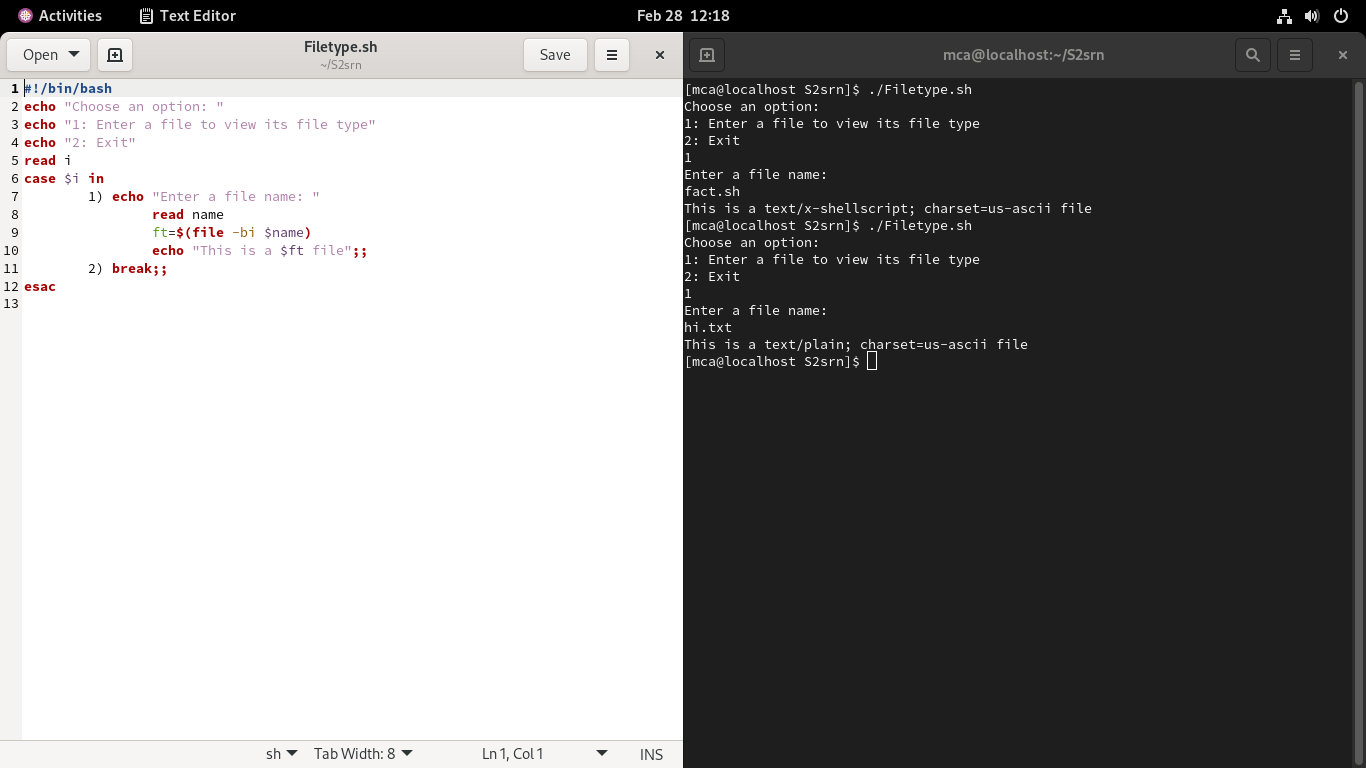 Activities Text Editor Feb 28 12:18
Open Filetype.sh Save
~/S2srn
1 #!/bin/bash
2 echo "Choose an option: "
3 echo "1: Enter a file to view its file type"
4 echo "2: Exit"
5 read i
6 case $i in
7         1) echo "Enter a file name: "
8                 read name
9                 ft=$(file -bi $name)
10                 echo "This is a $ft file";;
11         2) break;;
12 esac
13
sh Tab Width: 8 Ln 1, Col 1 INS
mca@localhost:~/S2srn
[mca@localhost S2srn]$ ./Filetype.sh
Choose an option:
1: Enter a file to view its file type
2: Exit
1
Enter a file name:
fact.sh
This is a text/x-shellscript; charset=us-ascii file
[mca@localhost S2srn]$ ./Filetype.sh
Choose an option:
1: Enter a file to view its file type
2: Exit
1
Enter a file name:
hi.txt
This is a text/plain; charset=us-ascii file
[mca@localhost S2srn]$